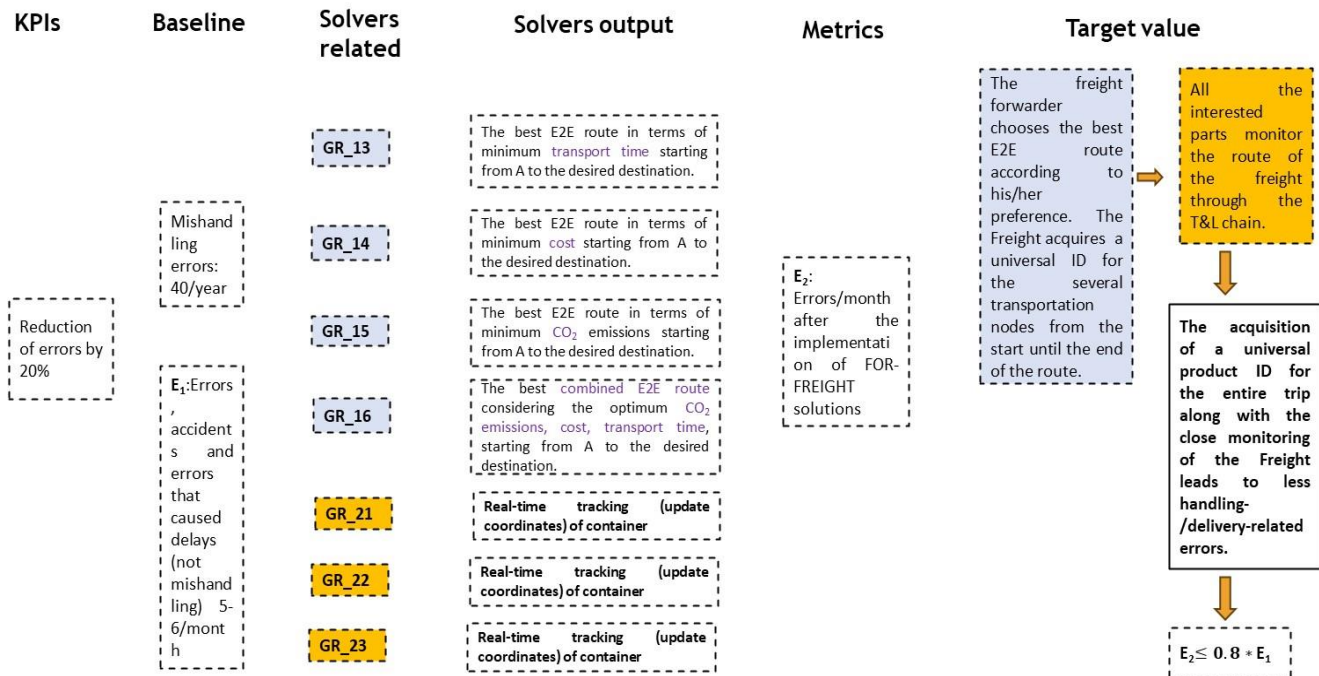 KPIs
Baseline
Solvers
related
Solvers output
Metrics
Target value
Reduction
of errors by
20%
Mishand
ling
errors:
40/year
E₁:Errors
,
accident
s and
errors
that
caused
delays
(not
mishand
ling) 5-
6/mont
h
GR_13
The best E2E route in terms of
minimum transport time starting
from A to the desired destination.
GR_14
The best E2E route in terms of
minimum cost starting from A to
the desired destination.
GR_15
The best E2E route in terms of
minimum CO₂ emissions starting
from A to the desired destination.
GR_16
The best combined E2E route
considering the optimum CO₂
emissions, cost, transport time,
starting from A to the desired
destination.
GR_21
Real-time tracking (update
coordinates) of container
GR_22
Real-time tracking (update
coordinates) of container
GR_23
Real-time tracking (update
coordinates) of container
E₂:
Errors/month
after the
implementati
on of FOR-
FREIGHT
solutions
The freight
forwarder
chooses the best
E2E route
according to
his/her
preference. The
Freight acquires a
universal ID for
the several
transportation
nodes from the
start until the end
of the route.
All the
interested
parts monitor
the route of
the freight
through the
T&L chain.
The acquisition
of a universal
product ID for
the entire trip
along with the
close monitoring
of the Freight
leads to less
handling-
/delivery-related
errors.
E₂≤ 0.8 * E₁